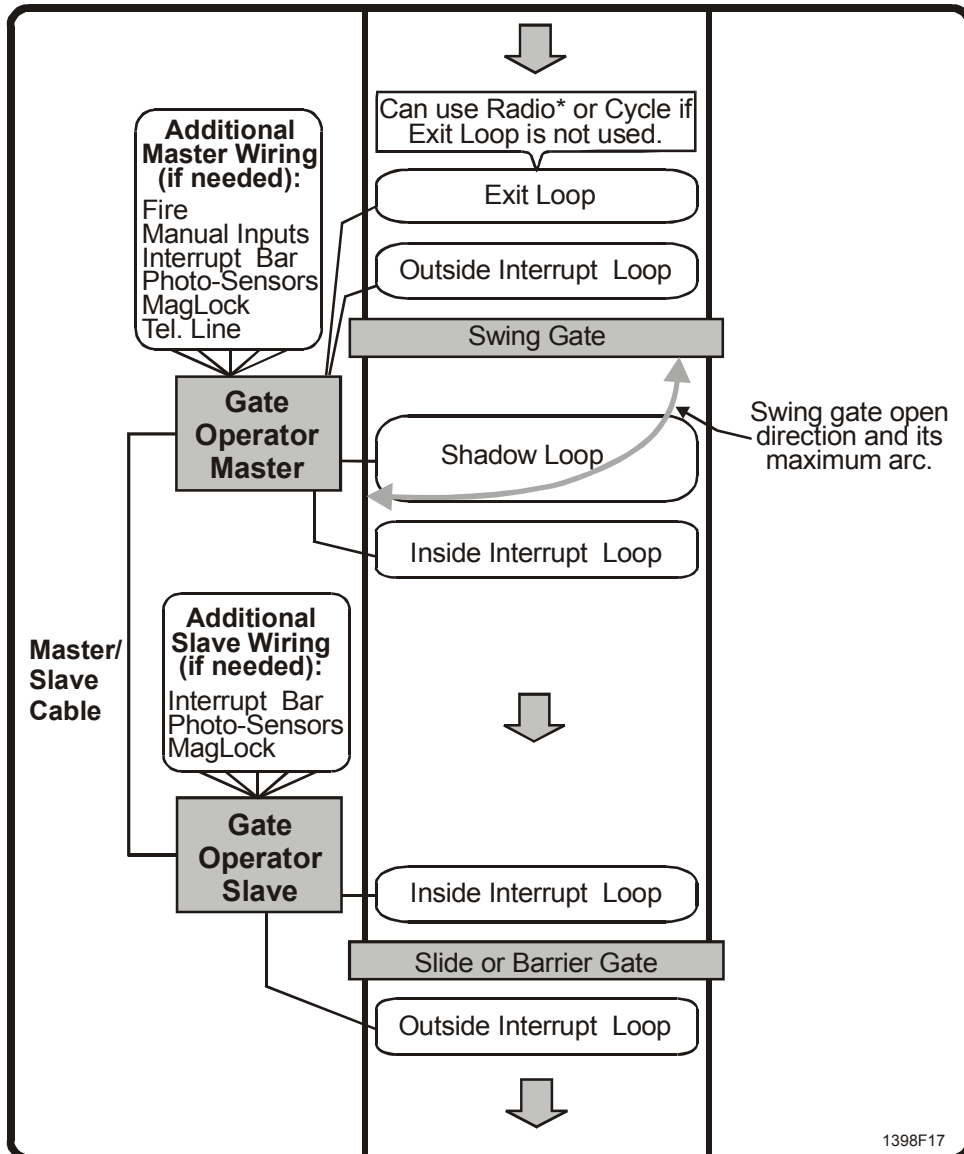 Can use Radio* or Cycle if
Exit Loop is not used.
Additional
Master Wiring
(if needed):
Fire
Manual Inputs
Interrupt Bar
Photo-Sensors
MagLock
Tel. Line
Exit Loop
Outside Interrupt Loop
Swing Gate
Gate
Operator
Master
Shadow Loop
Swing gate open
direction and its
maximum arc.
Inside Interrupt Loop
Master/
Slave
Cable
Additional
Slave Wiring
(if needed):
Interrupt Bar
Photo-Sensors
MagLock
Gate
Operator
Slave
Inside Interrupt Loop
Slide or Barrier Gate
Outside Interrupt Loop
1398F17